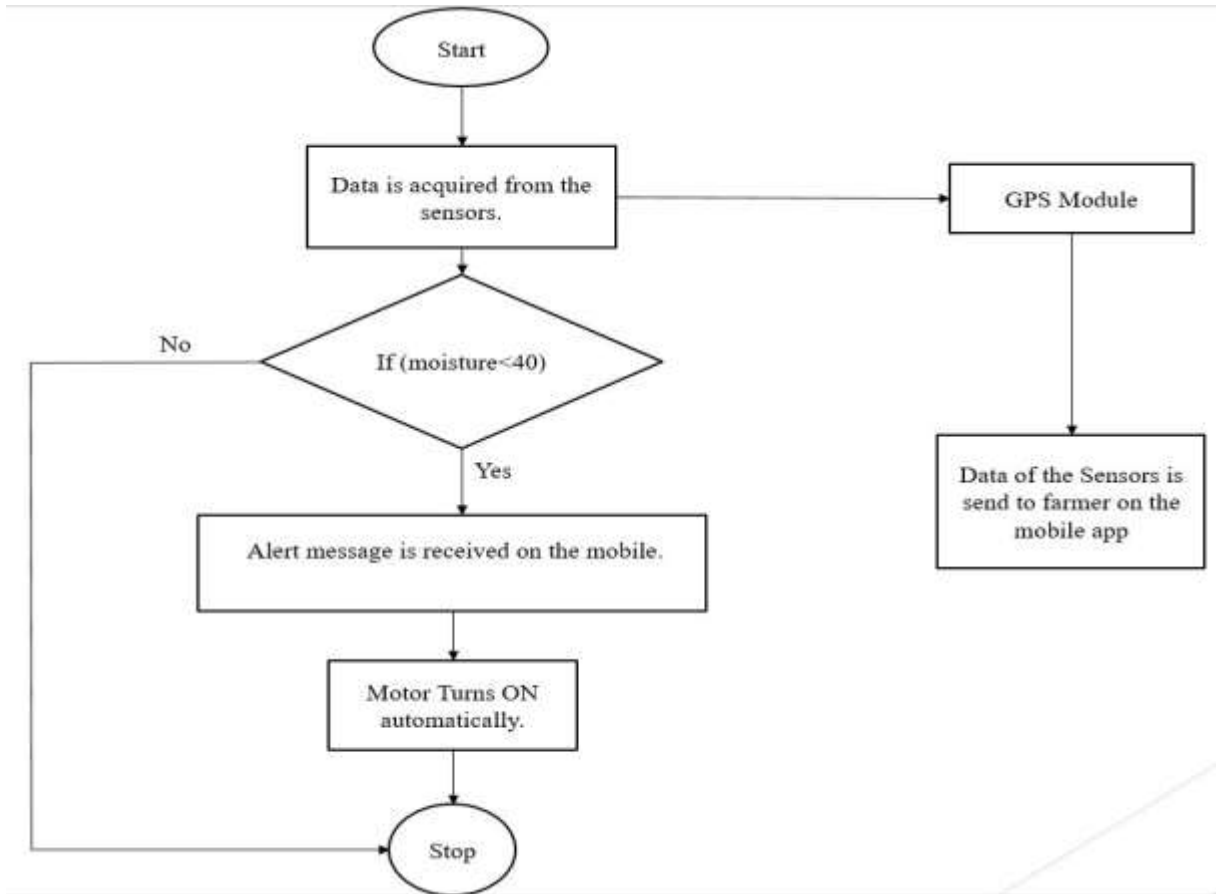 Start
Data is acquired from the
sensors.
GPS Module
No
If (moisture<40)
Yes
Data of the Sensors is
send to farmer on the
mobile app
Alert message is received on the mobile.
Motor Turns ON
automatically.
Stop